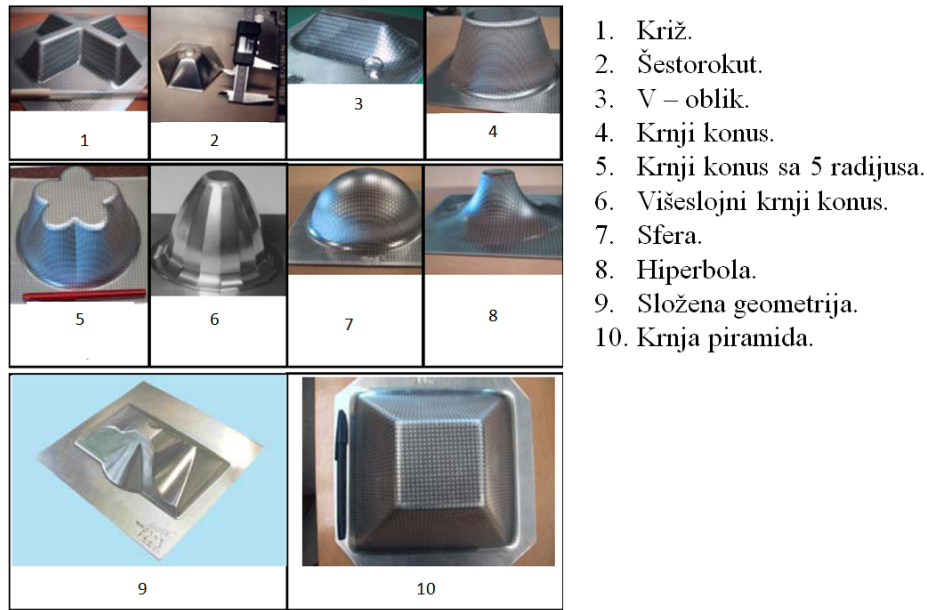 1
2
3
4
5
6
7
8
9
10
1. Križ.
2. Šestorokut.
3. V – oblik.
4. Krnji konus.
5. Krnji konus sa 5 radijusa.
6. Višeslojni krnji konus.
7. Sfera.
8. Hiperbola.
9. Složena geometrija.
10. Krnja piramida.